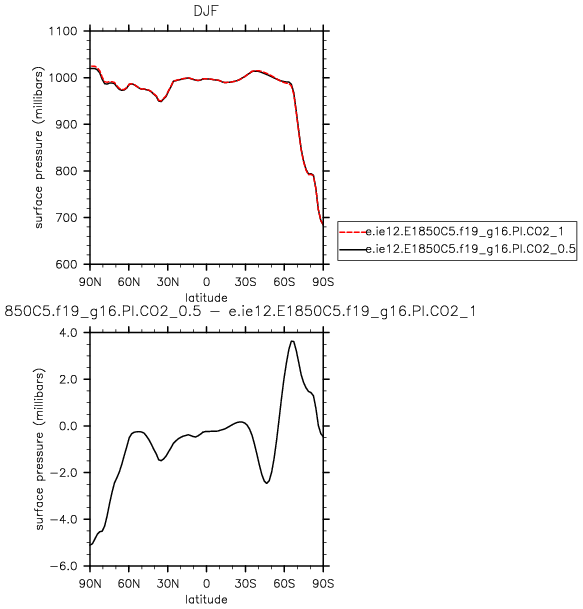 DJF
surface pressure (millibars)
1100
1000
900
800
700
600
90N 60N 30N 0 30S 60S 90S
latitude
e.ie12.E1850C5.f19_g16.PI.CO2_1
e.ie12.E1850C5.f19_g16.PI.CO2_0.5
850C5.f19_g16.PI.CO2_0.5 − e.ie12.E1850C5.f19_g16.PI.CO2_1
surface pressure (millibars)
4.0
2.0
0.0
−2.0
−4.0
−6.0
90N 60N 30N 0 30S 60S 90S
latitude